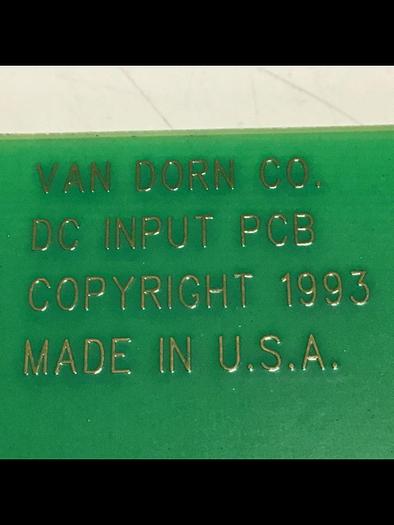 VAN DORN CO.
DC INPUT PCB
COPYRIGHT 1993
MADE IN U.S.A.